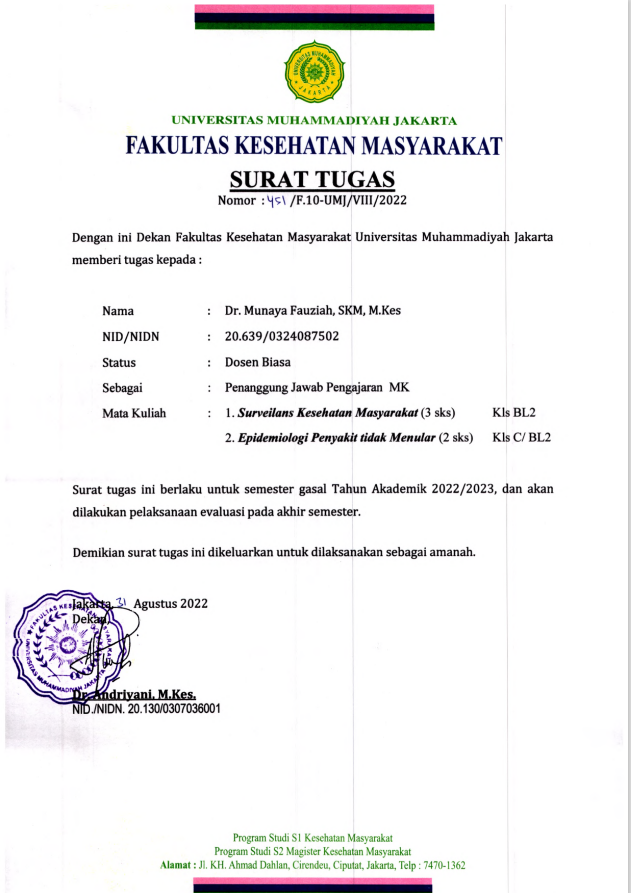 UNIVERSITAS MUHAMMADIYAH JAKARTA
FAKULTAS KESEHATAN MASYARAKAT
SURAT TUGAS
Nomor : 451 /F.10-UMJ/VIII/2022
Dengan ini Dekan Fakultas Kesehatan Masyarakat Universitas Muhammadiyah Jakarta
memberi tugas kepada :
Nama : Dr. Munaya Fauziah, SKM, M.Kes
NID/NIDN : 20.639/0324087502
Status : Dosen Biasa
Sebagai : Penanggung Jawab Pengajaran MK
Mata Kuliah : 1. Surveilans Kesehatan Masyarakat (3 sks) Kls BL2
2. Epidemiologi Penyakit tidak Menular (2 sks) Kls C/ BL2
Surat tugas ini berlaku untuk semester gasal Tahun Akademik 2022/2023, dan akan
dilakukan pelaksanaan evaluasi pada akhir semester.
Demikian surat tugas ini dikeluarkan untuk dilaksanakan sebagai amanah.
Jakarta, 31 Agustus 2022
Dekan,
Dr. Andriyani, M.Kes.
NID./NIDN. 20.130/0307036001
Program Studi S1 Kesehatan Masyarakat
Program Studi S2 Magister Kesehatan Masyarakat
Alamat : Jl. KH. Ahmad Dahlan, Cirendeu, Ciputat, Jakarta, Telp : 7470-1362